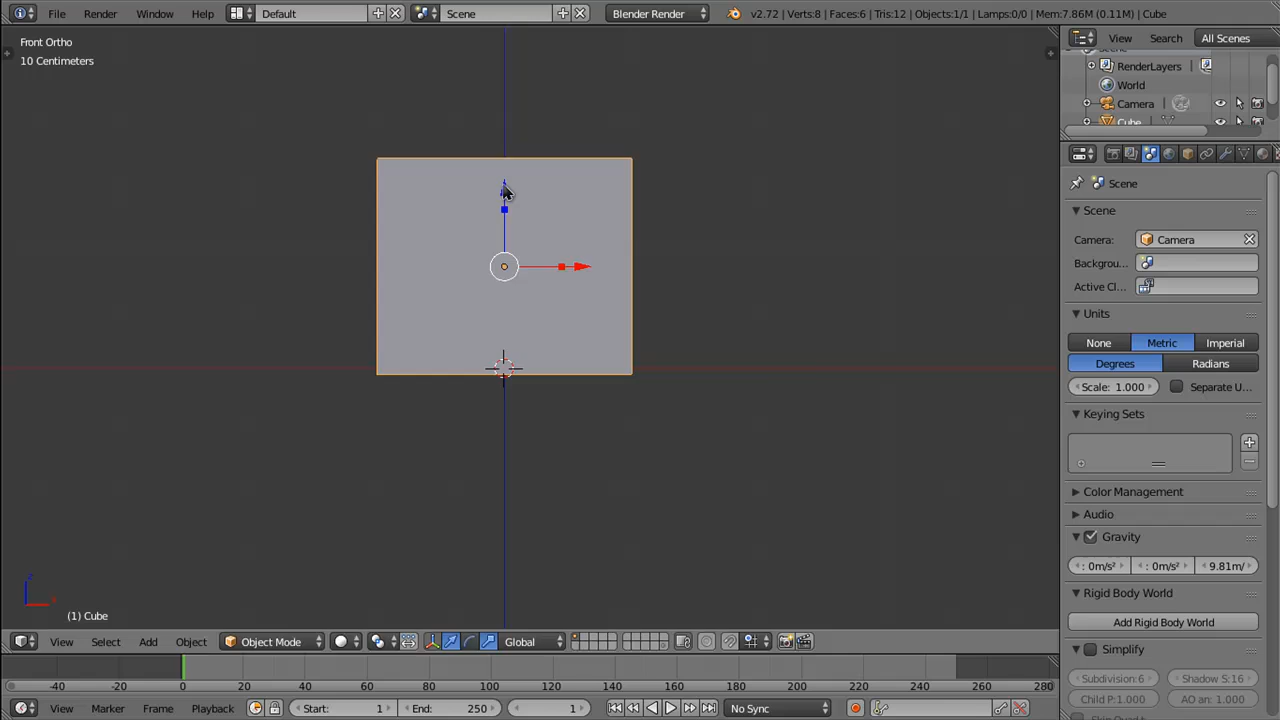 File Render Window Help Default Scene Blender Render v2.72 | Verts:8 | Faces:6 | Tris:12 | Objects:1/1 | Lamps:0/0 | Mem:7.86M (0.11M) | Cube
View Search All Scenes
Front Ortho
10 Centimeters
RenderLayers
World
Camera
Cube
Scene
Scene
Camera: Camera
Backgrou...
Active Cl...
Units
None Metric Imperial
Degrees Radians
Scale: 1.000 Separate U...
Keying Sets
Color Management
Audio
Gravity
: 0m/s² : 0m/s² 9.81m/
Rigid Body World
Add Rigid Body World
Simplify
Subdivision:6 Shadow S:16
Child P:1.000 AO an: 1.000
z
x
(1) Cube
View Select Add Object Object Mode Global
-40 -20 0 20 40 60 80 100 120 140 160 180 200 220 240 260 280
View Marker Frame Playback Start: 1 End: 250 1 No Sync